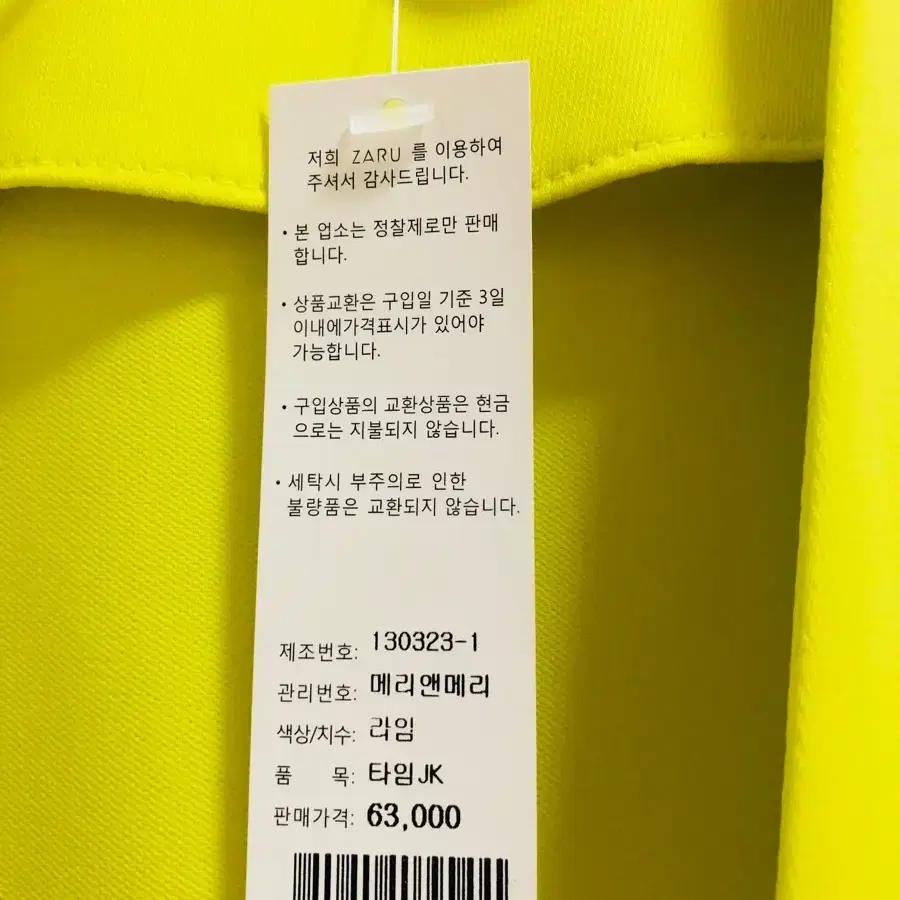 저희 ZARU 를 이용하여
주셔서 감사드립니다.
• 본 업소는 정찰제로만 판매
합니다.
• 상품교환은 구입일 기준 3일
이내에가격표시가 있어야
가능합니다.
• 구입상품의 교환상품은 현금
으로는 지불되지 않습니다.
• 세탁시 부주의로 인한
불량품은 교환되지 않습니다.
제조번호: 130323-1
관리번호: 메리앤메리
색상/치수: 라임
품 목: 타임JK
판매가격: 63,000